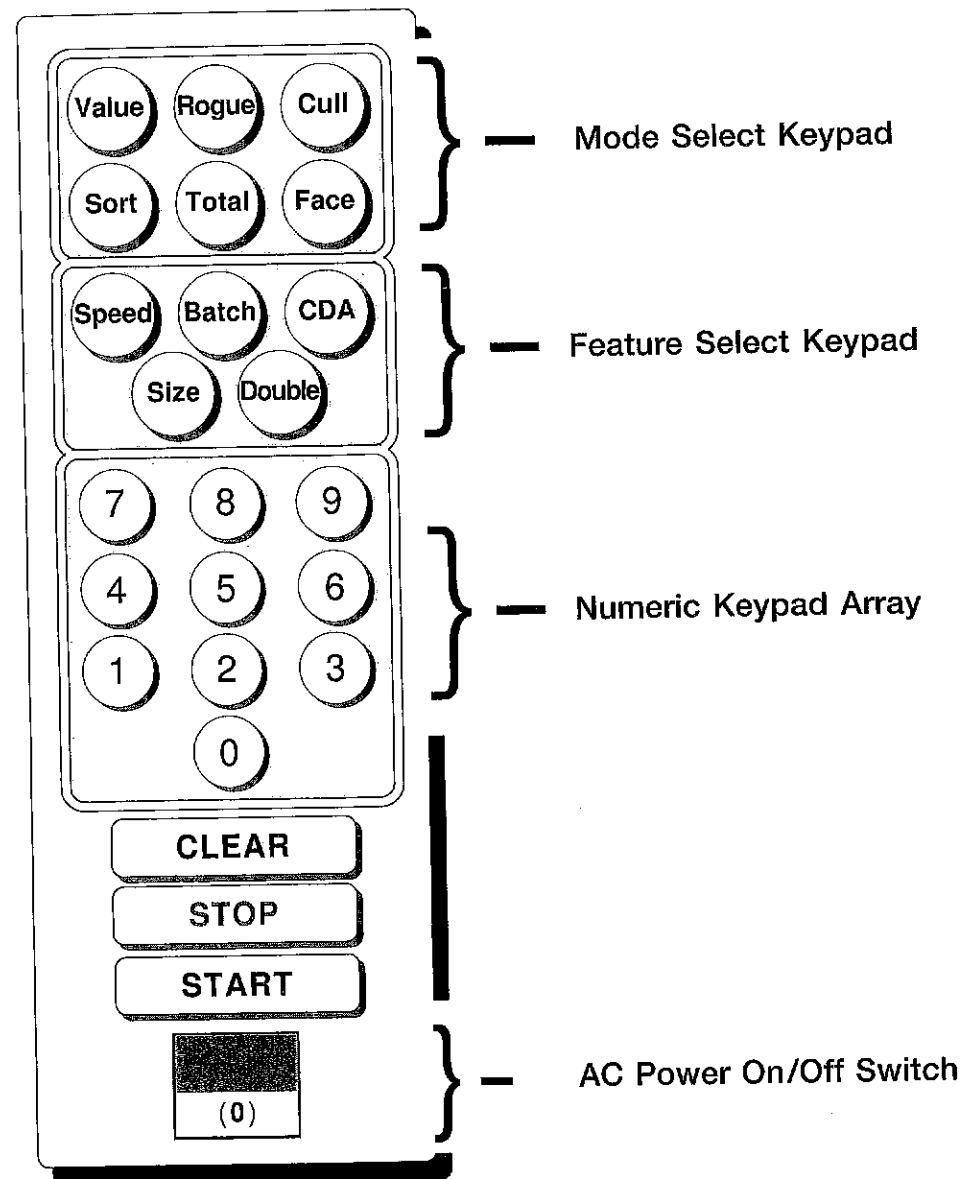 Value Rogue Cull
Mode Select Keypad
Sort Total Face
Speed Batch CDA
Feature Select Keypad
Size Double
7 8 9
4 5 6
Numeric Keypad Array
1 2 3
0
CLEAR
STOP
START
AC Power On/Off Switch
(0)